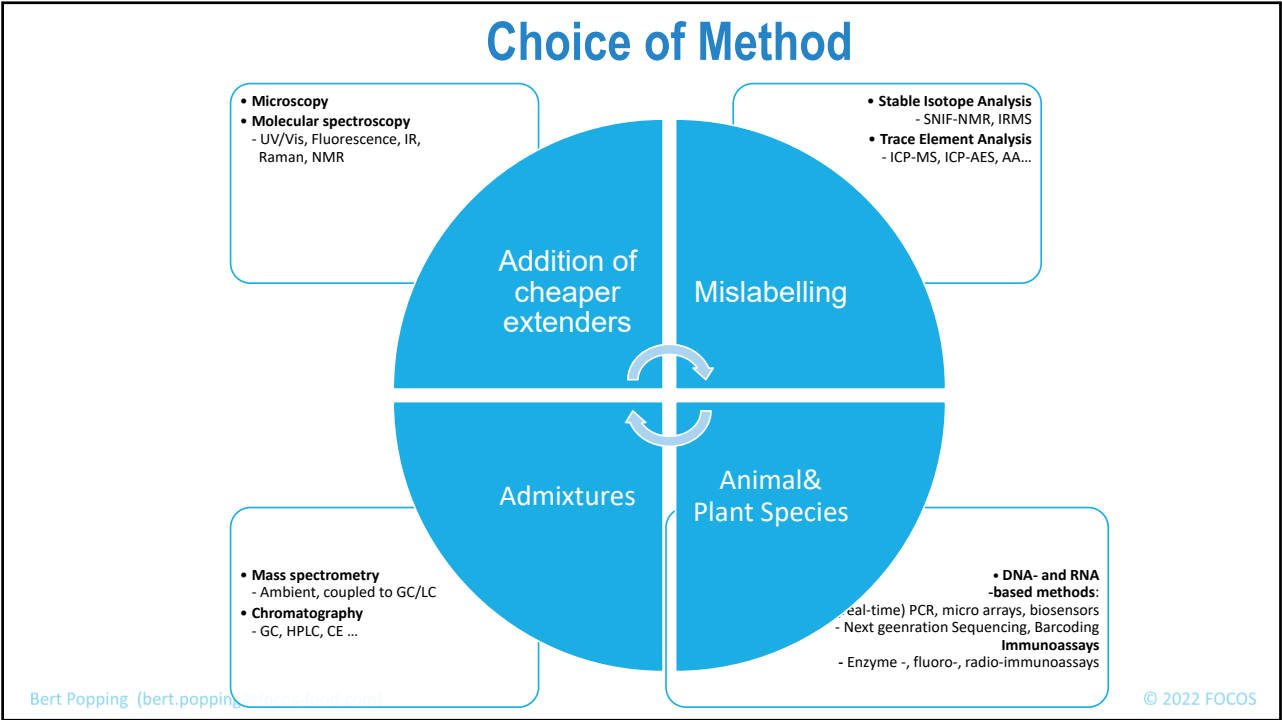 Choice of Method
• Microscopy
• Molecular spectroscopy
- UV/Vis, Fluorescence, IR,
Raman, NMR
• Stable Isotope Analysis
- SNIF-NMR, IRMS
• Trace Element Analysis
- ICP-MS, ICP-AES, AA…
Addition of
cheaper
extenders
Mislabelling
Admixtures
Animal&
Plant Species
• Mass spectrometry
- Ambient, coupled to GC/LC
• Chromatography
- GC, HPLC, CE …
• DNA- and RNA
-based methods:
eal-time) PCR, micro arrays, biosensors
- Next geenration Sequencing, Barcoding
Immunoassays
- Enzyme -, fluoro-, radio-immunoassays
Bert Popping (bert.popping@focos-food.com)
© 2022 FOCOS